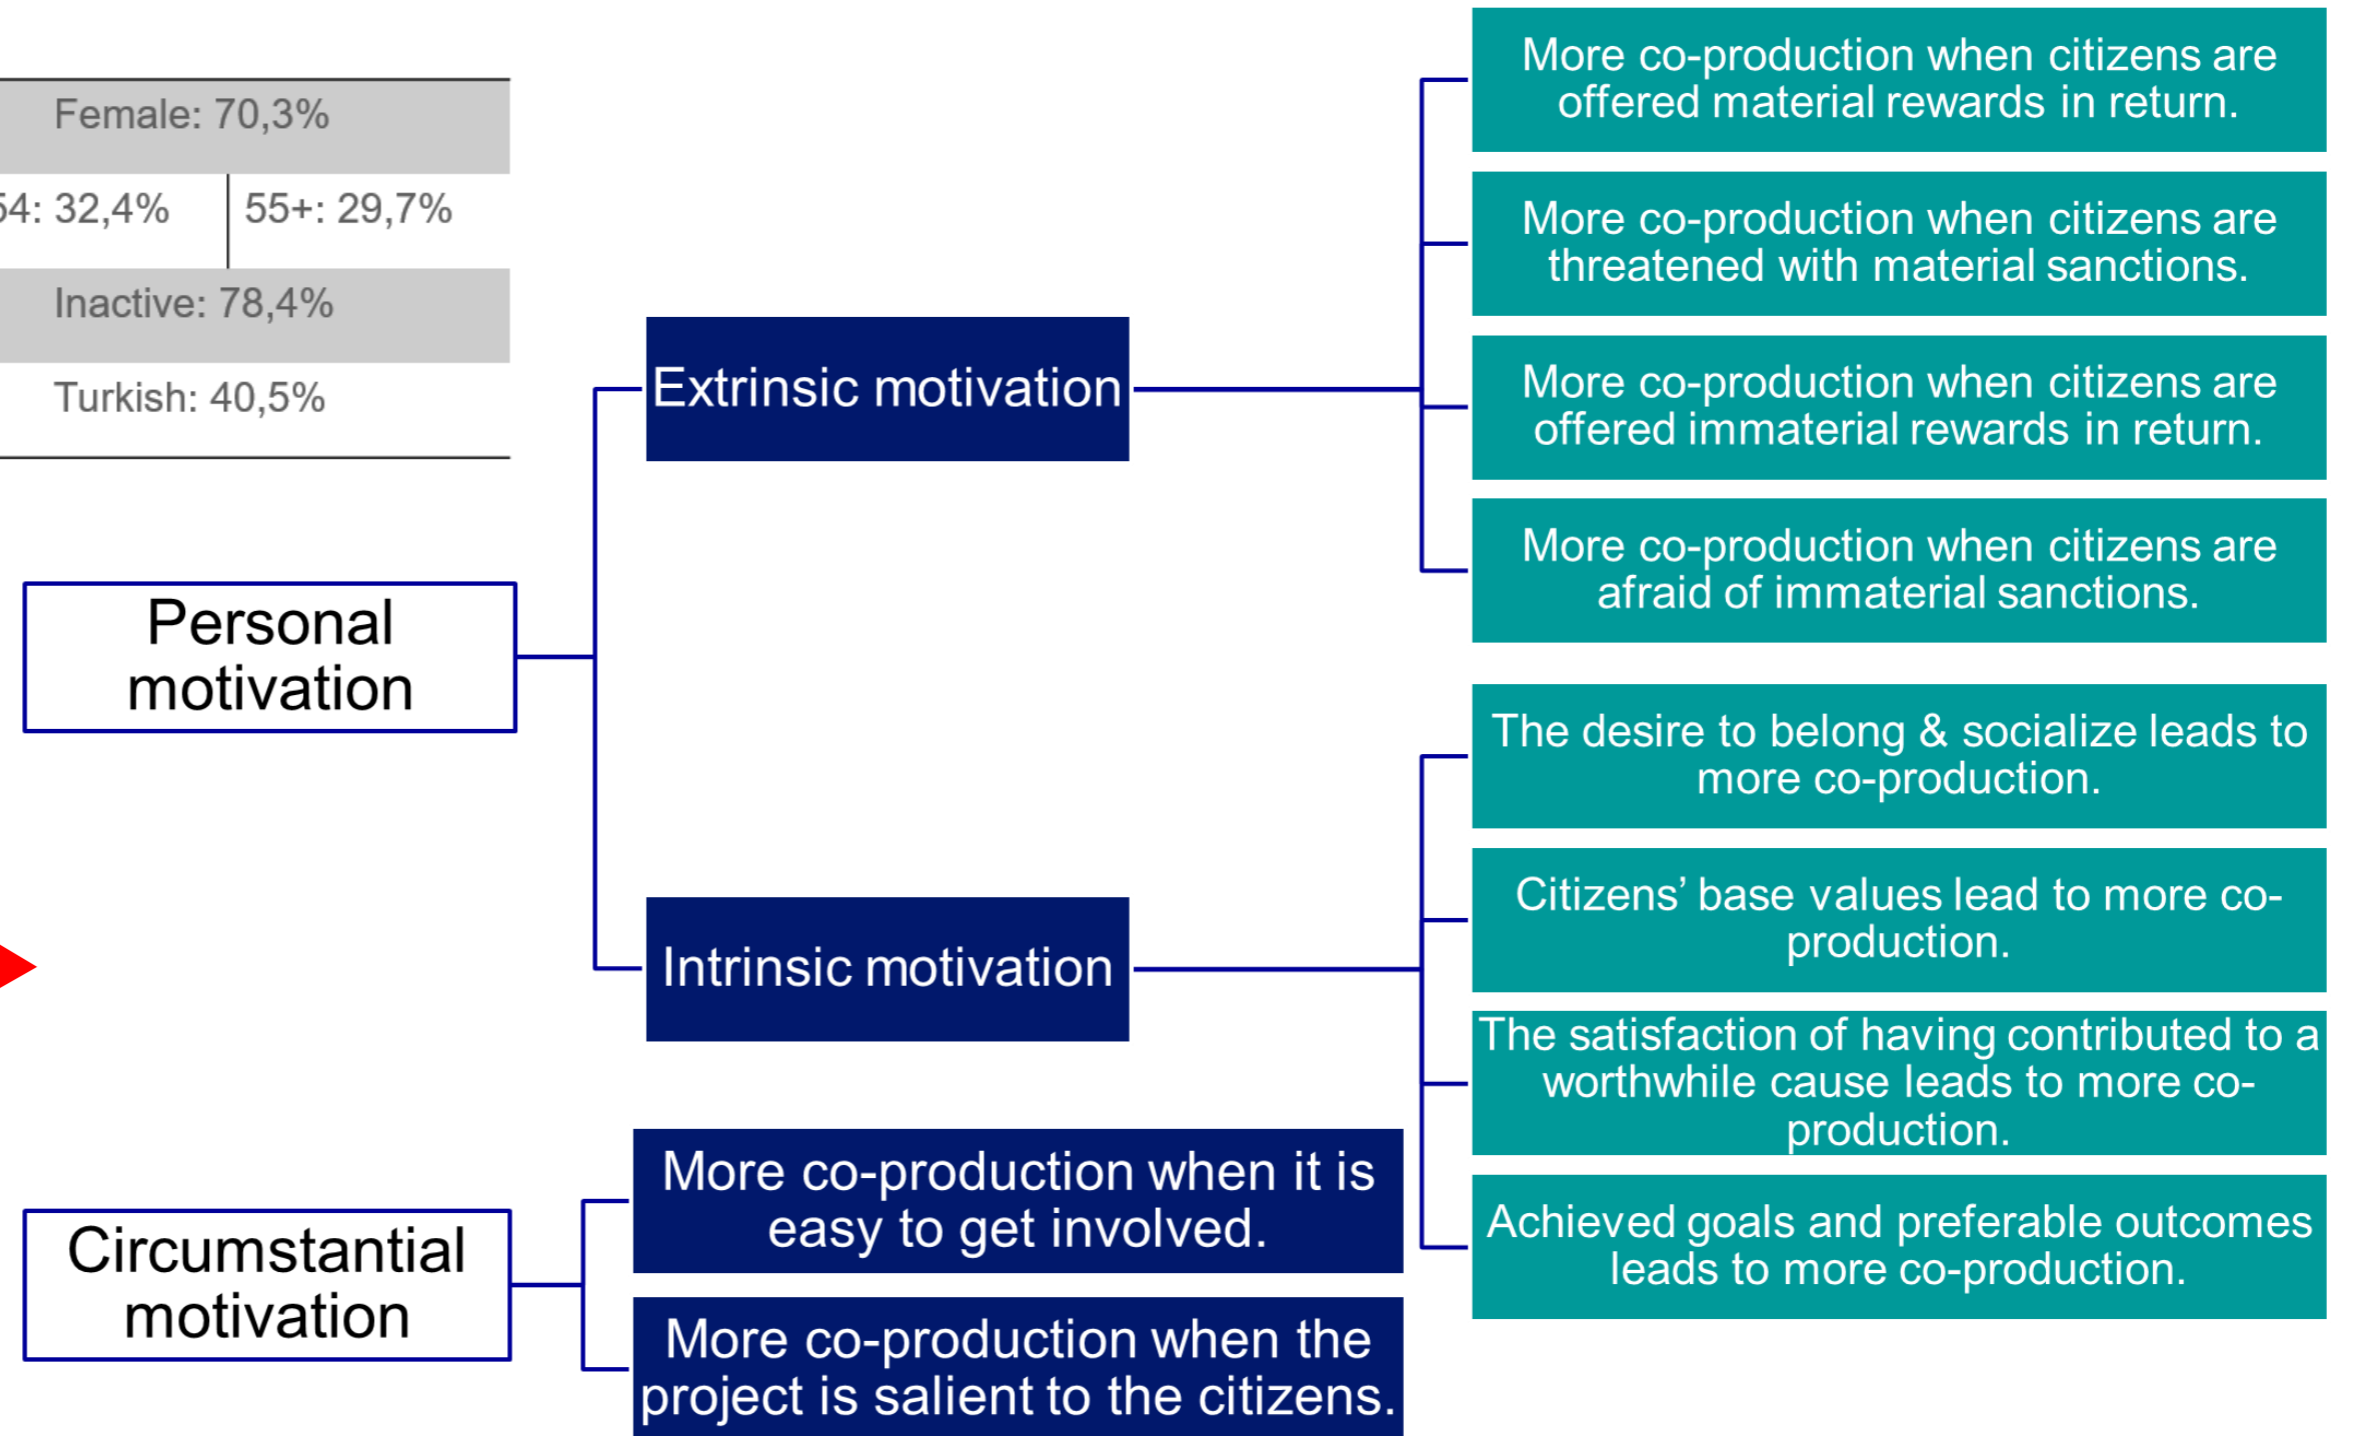 Female: 70,3%
54: 32,4%
55+: 29,7%
Inactive: 78,4%
Turkish: 40,5%
Personal
motivation
Extrinsic motivation
More co-production when citizens are
offered material rewards in return.
More co-production when citizens are
threatened with material sanctions.
More co-production when citizens are
offered immaterial rewards in return.
More co-production when citizens are
afraid of immaterial sanctions.
Intrinsic motivation
The desire to belong & socialize leads to
more co-production.
Citizens’ base values lead to more co-
production.
The satisfaction of having contributed to a
worthwhile cause leads to more co-
production.
Achieved goals and preferable outcomes
leads to more co-production.
Circumstantial
motivation
More co-production when it is
easy to get involved.
More co-production when the
project is salient to the citizens.